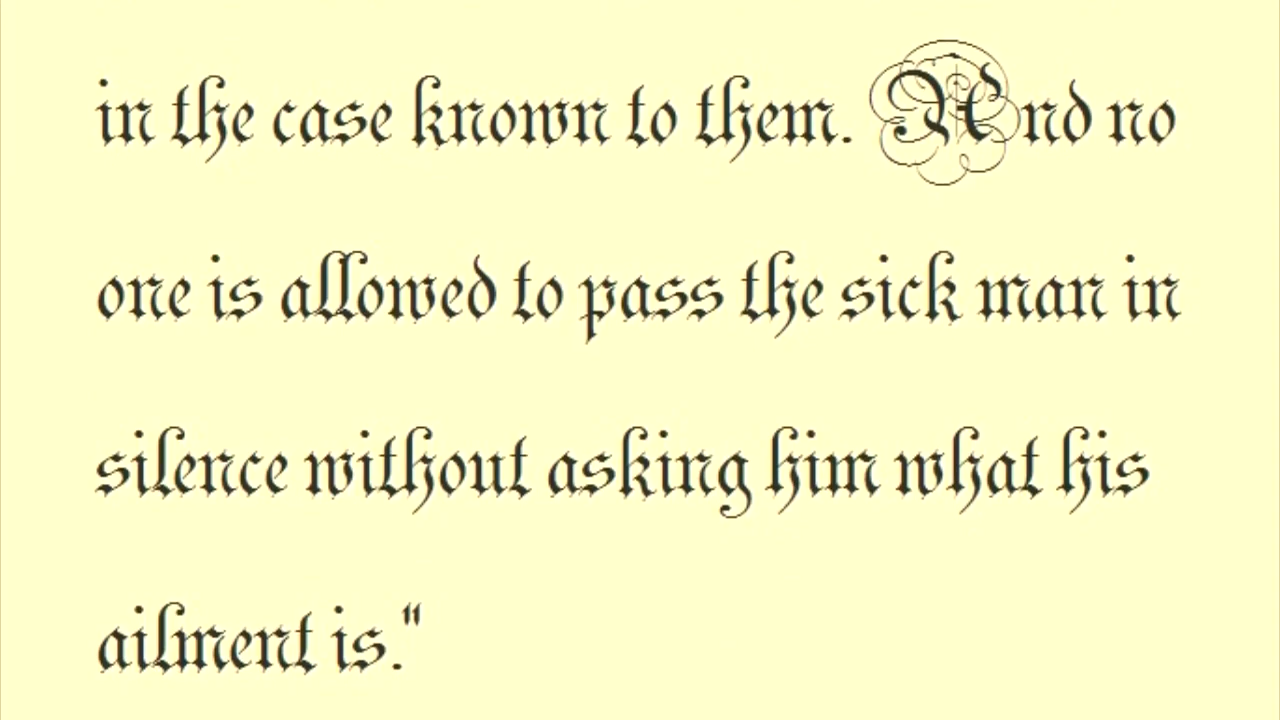 in the case known to them. And no
one is allowed to pass the sick man in
silence without asking him what his
ailment is."